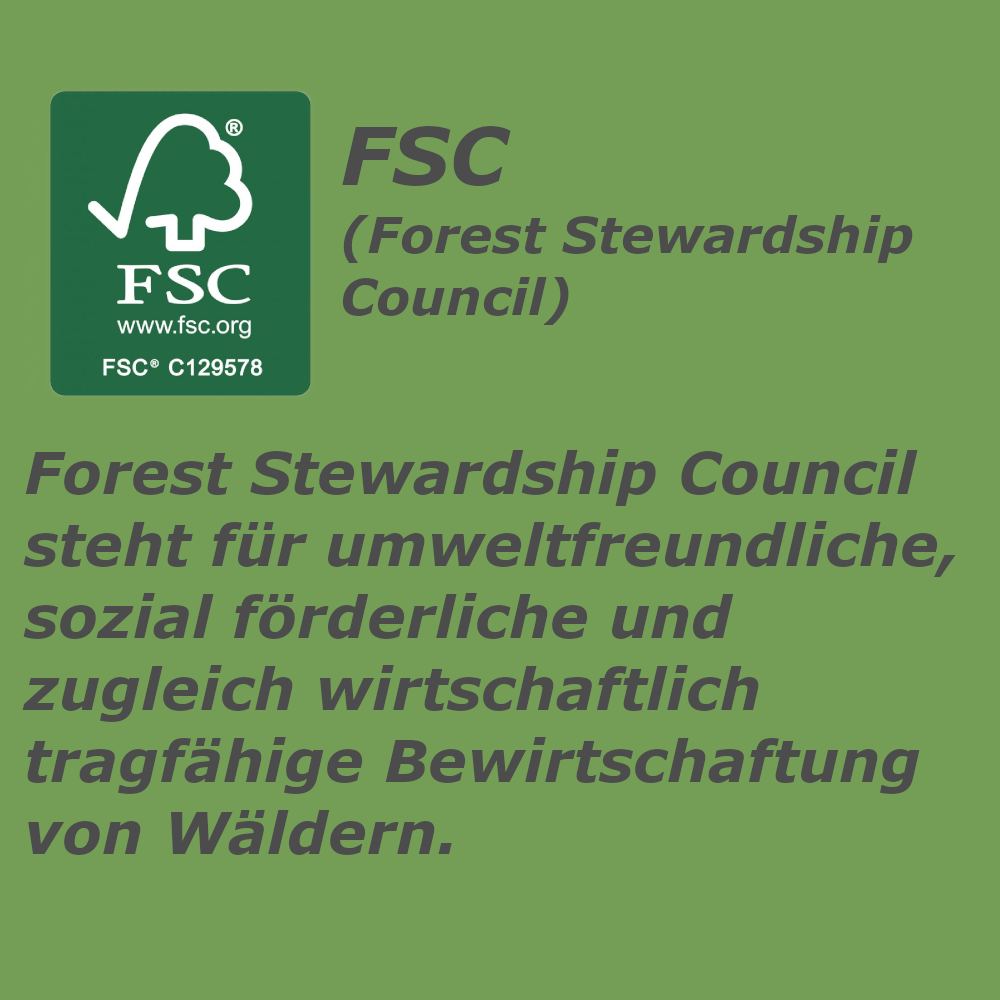 ®
FSC
www.fsc.org
FSC® C129578
FSC
(Forest Stewardship
Council)
Forest Stewardship Council
steht für umweltfreundliche,
sozial förderliche und
zugleich wirtschaftlich
tragfähige Bewirtschaftung
von Wäldern.